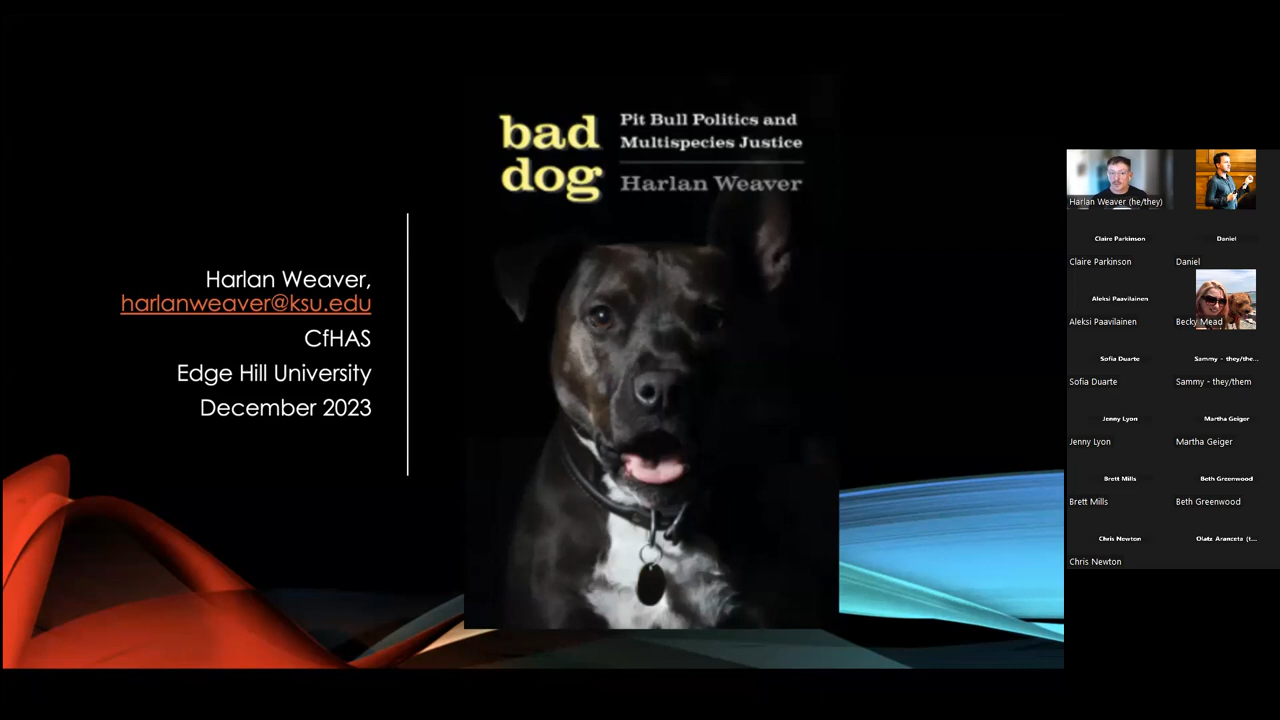 bad
dog
Pit Bull Politics and
Multispecies Justice
Harlan Weaver
Harlan Weaver,
harlanweaver@ksu.edu
CfHAS
Edge Hill University
December 2023
Harlan Weaver (he/they)
Claire Parkinson
Daniel
Claire Parkinson
Daniel
Aleksi Paavilainen
Aleksi Paavilainen
Becky Mead
Sofia Duarte
Sammy - they/the...
Sofia Duarte
Sammy - they/them
Jenny Lyon
Martha Geiger
Jenny Lyon
Martha Geiger
Brett Mills
Beth Greenwood
Brett Mills
Beth Greenwood
Chris Newton
Olatz Aranceta (t...
Chris Newton